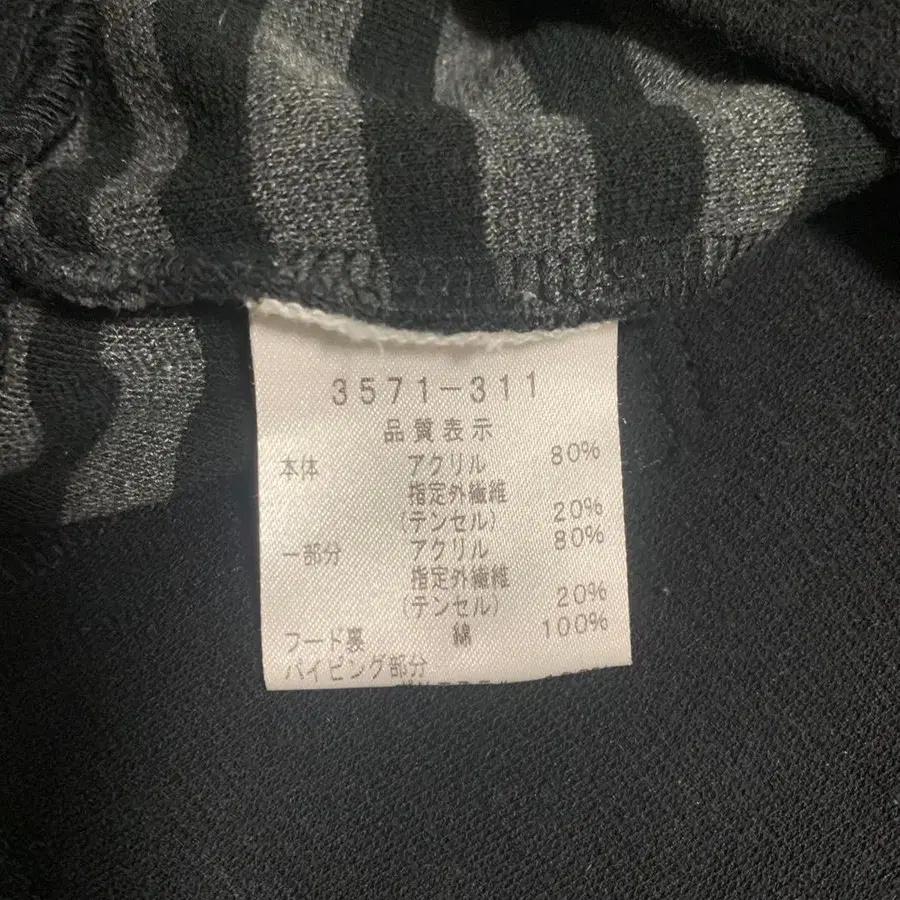 3571-311
品質表示
本体 アクリル 80%
指定外繊維
(テンセル) 20%
一部分 アクリル 80%
指定外繊維
(テンセル) 20%
フード裏 綿 100%
パイピング部分